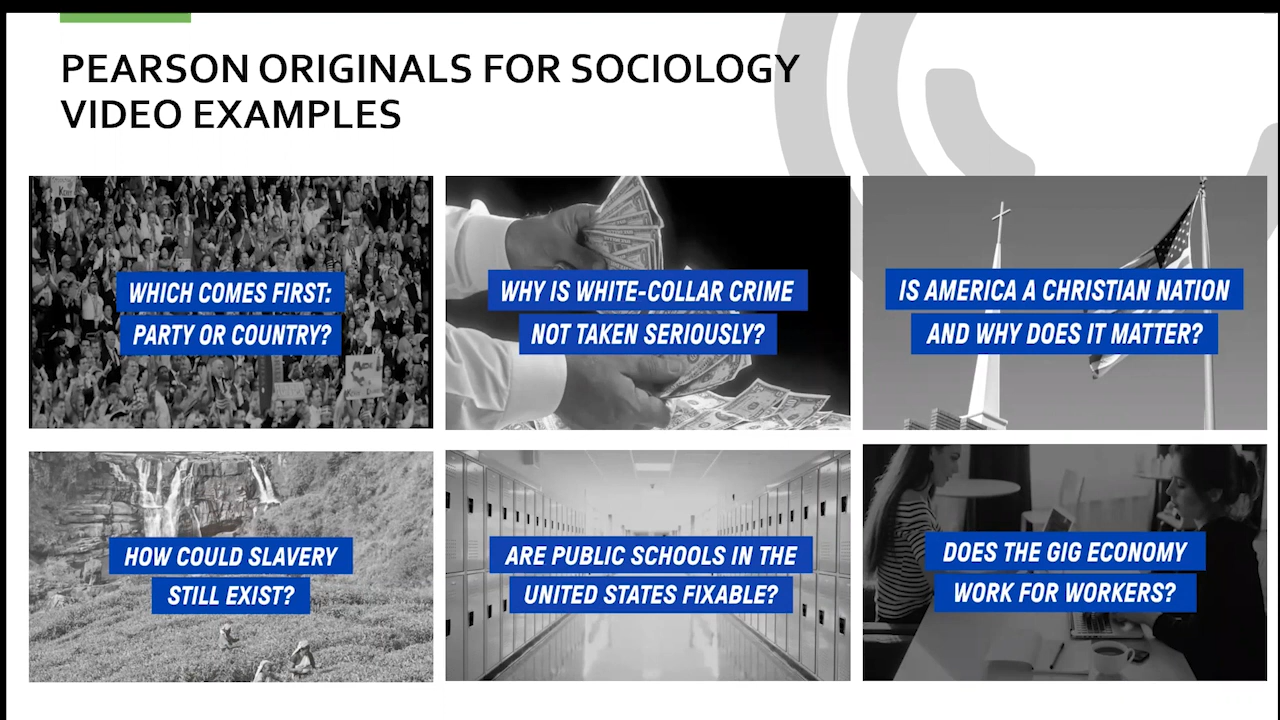 PEARSON ORIGINALS FOR SOCIOLOGY
VIDEO EXAMPLES
WHICH COMES FIRST:
PARTY OR COUNTRY?
WHY IS WHITE-COLLAR CRIME
NOT TAKEN SERIOUSLY?
IS AMERICA A CHRISTIAN NATION
AND WHY DOES IT MATTER?
HOW COULD SLAVERY
STILL EXIST?
ARE PUBLIC SCHOOLS IN THE
UNITED STATES FIXABLE?
DOES THE GIG ECONOMY
WORK FOR WORKERS?